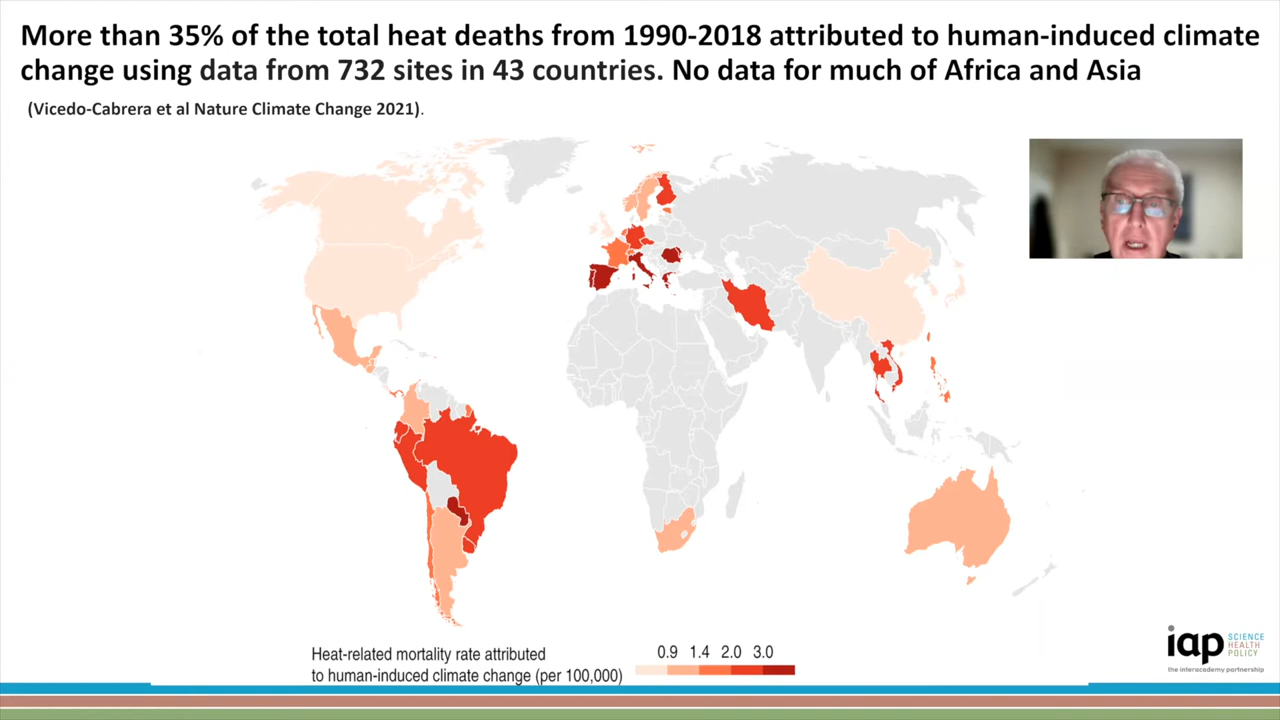 More than 35% of the total heat deaths from 1990-2018 attributed to human-induced climate
change using data from 732 sites in 43 countries. No data for much of Africa and Asia
(Vicedo-Cabrera et al Nature Climate Change 2021).
Heat-related mortality rate attributed
to human-induced climate change (per 100,000)
0.9 1.4 2.0 3.0
iap SCIENCE
HEALTH
POLICY
the interacademy partnership